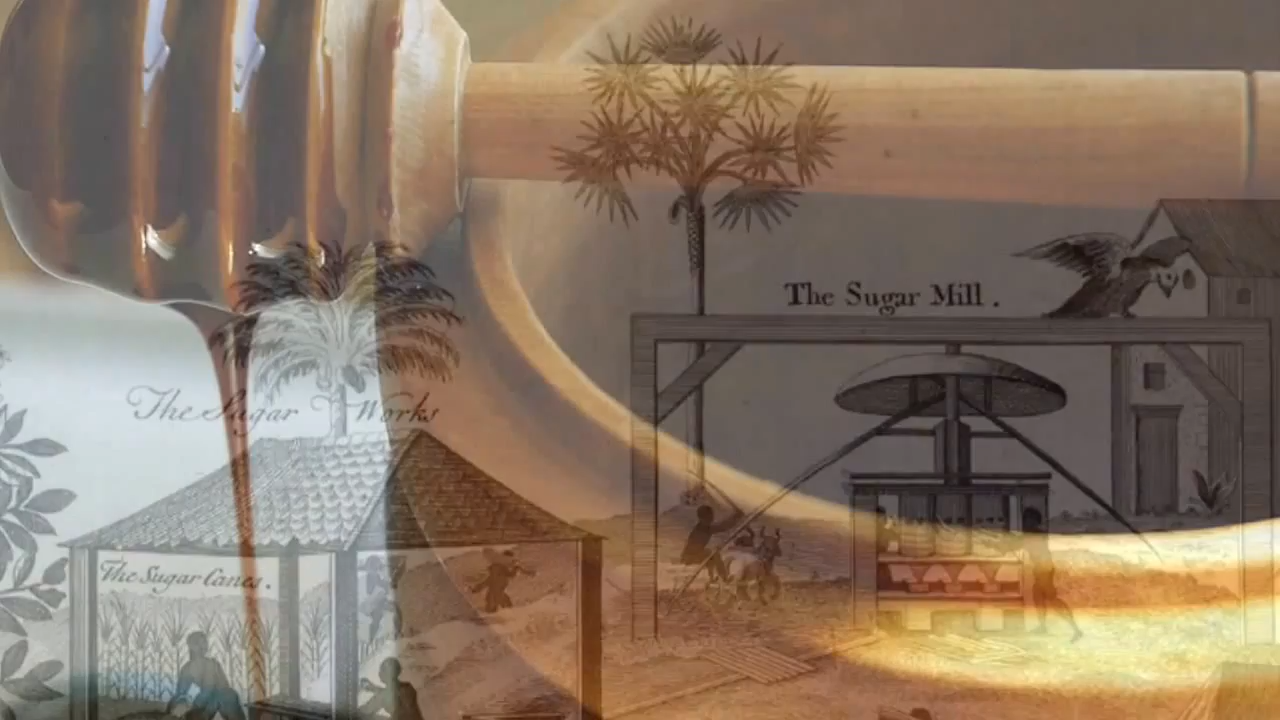 The Sugar Mill .
The Sugar Works
The Sugar Canes.